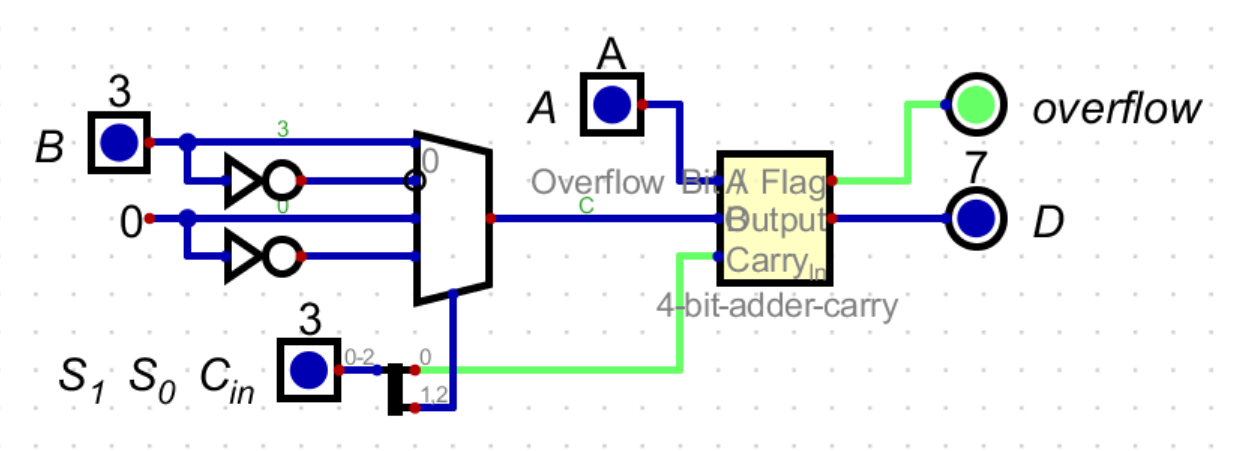 A
3
A
overflow
B
3
0
7
Overflow Bit / Flag
A
0
C
B
Output
D
0
Carry In
4-bit-adder-carry
3
0-2
0
S1 S0 Cin
1,2